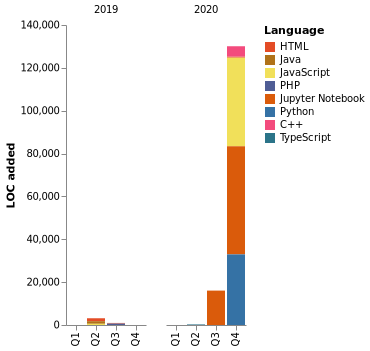 2019
2020
LOC added
140,000
120,000
100,000
80,000
60,000
40,000
20,000
0
Q1
Q2
Q3
Q4
Q1
Q2
Q3
Q4
Language
HTML
Java
JavaScript
PHP
Jupyter Notebook
Python
C++
TypeScript